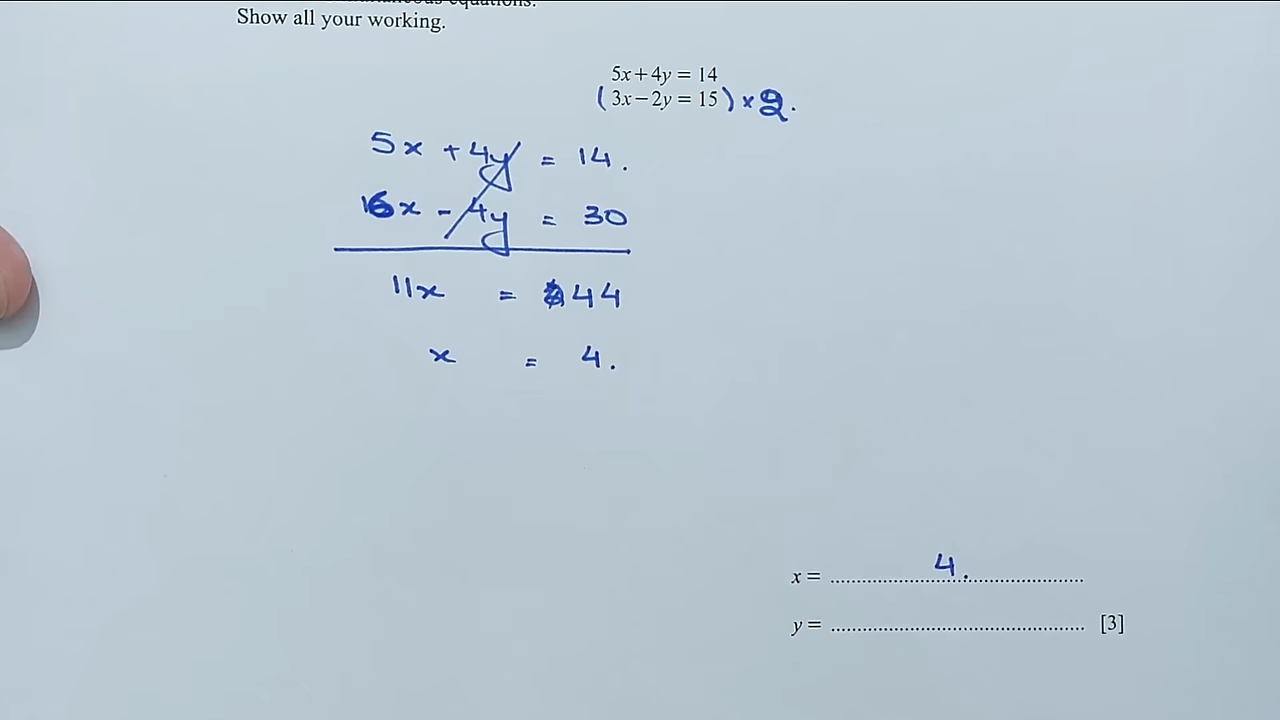 equations.
Show all your working.
5x+4y = 14
(3x−2y = 15) × 2.
5x + 4y = 14.
6x - 4y = 30
11x = 44
x = 4.
x = 4.
y = [3]